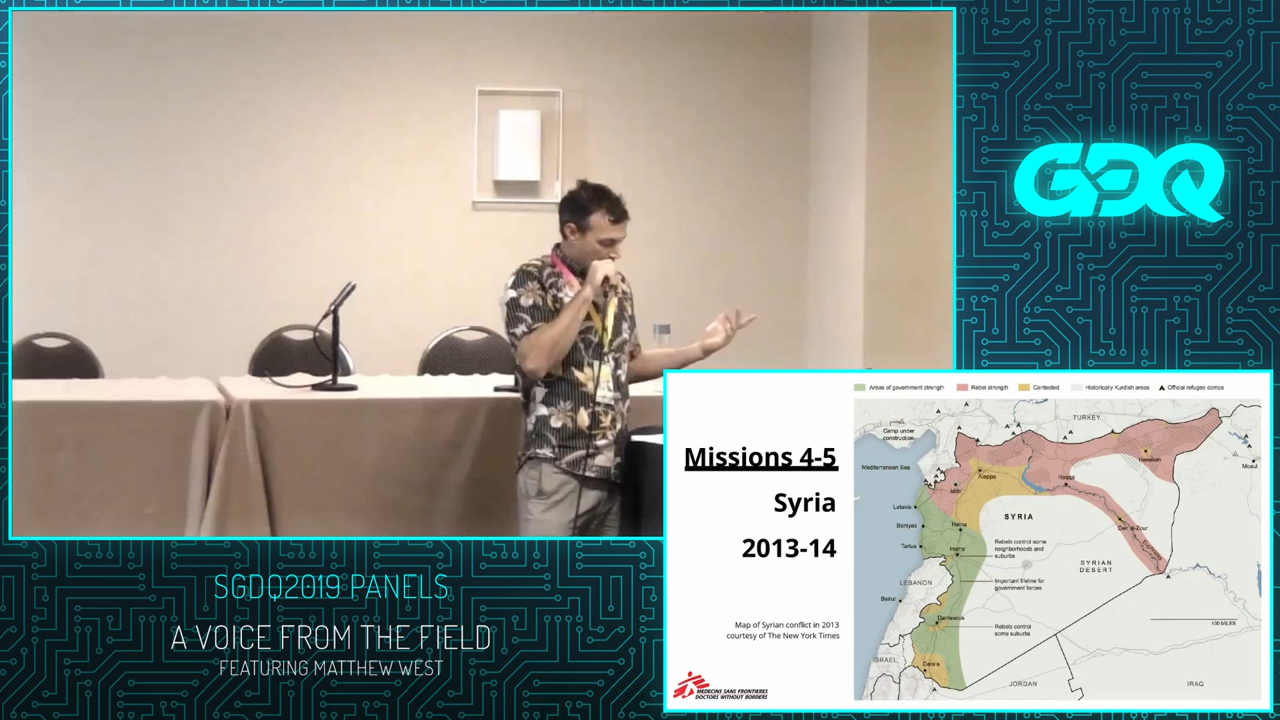 GDQ
Areas of government strength
Rebel strength
Contested
Historically Kurdish areas
Official refugee camps
TURKEY
Camp under
construction
Mediterranean Sea
Mosul
Hasakah
Aleppo
Idlib
Raqqa
Latakia
SYRIA
Baniyas
Hama
Deir al-Zour
Tartus
Homs
Rebels control some
neighborhoods and
suburbs
SYRIAN
DESERT
LEBANON
Important lifeline for
government forces
Beirut
Damascus
Rebels control
some suburbs
100 MILES
ISRAEL
Dara'a
JORDAN
IRAQ
Missions 4-5
Syria
2013-14
Map of Syrian conflict in 2013
courtesy of The New York Times
MEDECINS SANS FRONTIERES
DOCTORS WITHOUT BORDERS
SGDQ2019 PANELS
A VOICE FROM THE FIELD
FEATURING MATTHEW WEST